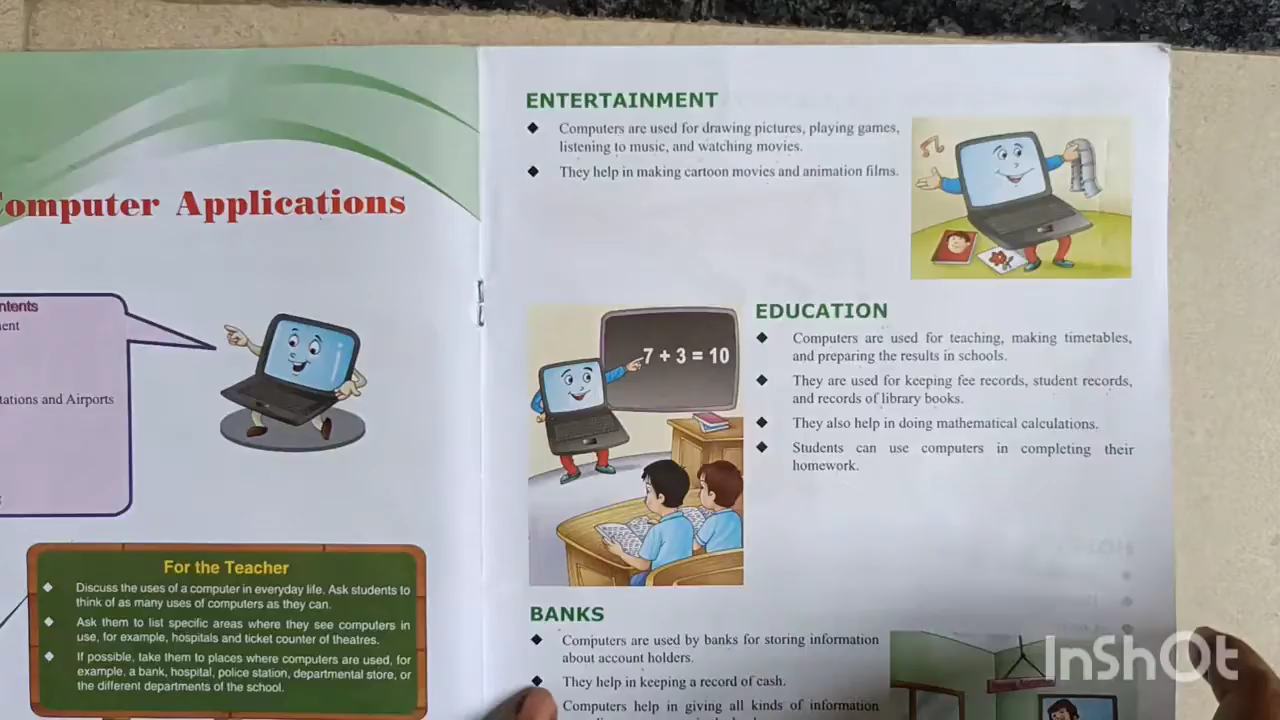 Computer Applications
ntents
ment
tations and Airports
For the Teacher
◆ Discuss the uses of a computer in everyday life. Ask students to
think of as many uses of computers as they can.
◆ Ask them to list specific areas where they see computers in
use, for example, hospitals and ticket counter of theatres.
◆ If possible, take them to places where computers are used, for
example, a bank, hospital, police station, departmental store, or
the different departments of the school.
ENTERTAINMENT
◆ Computers are used for drawing pictures, playing games,
listening to music, and watching movies.
◆ They help in making cartoon movies and animation films.
7 + 3 = 10
EDUCATION
◆ Computers are used for teaching, making timetables,
and preparing the results in schools.
◆ They are used for keeping fee records, student records,
and records of library books.
◆ They also help in doing mathematical calculations.
◆ Students can use computers in completing their
homework.
BANKS
◆ Computers are used by banks for storing information
about account holders.
◆ They help in keeping a record of cash.
Computers help in giving all kinds of information
InShOt